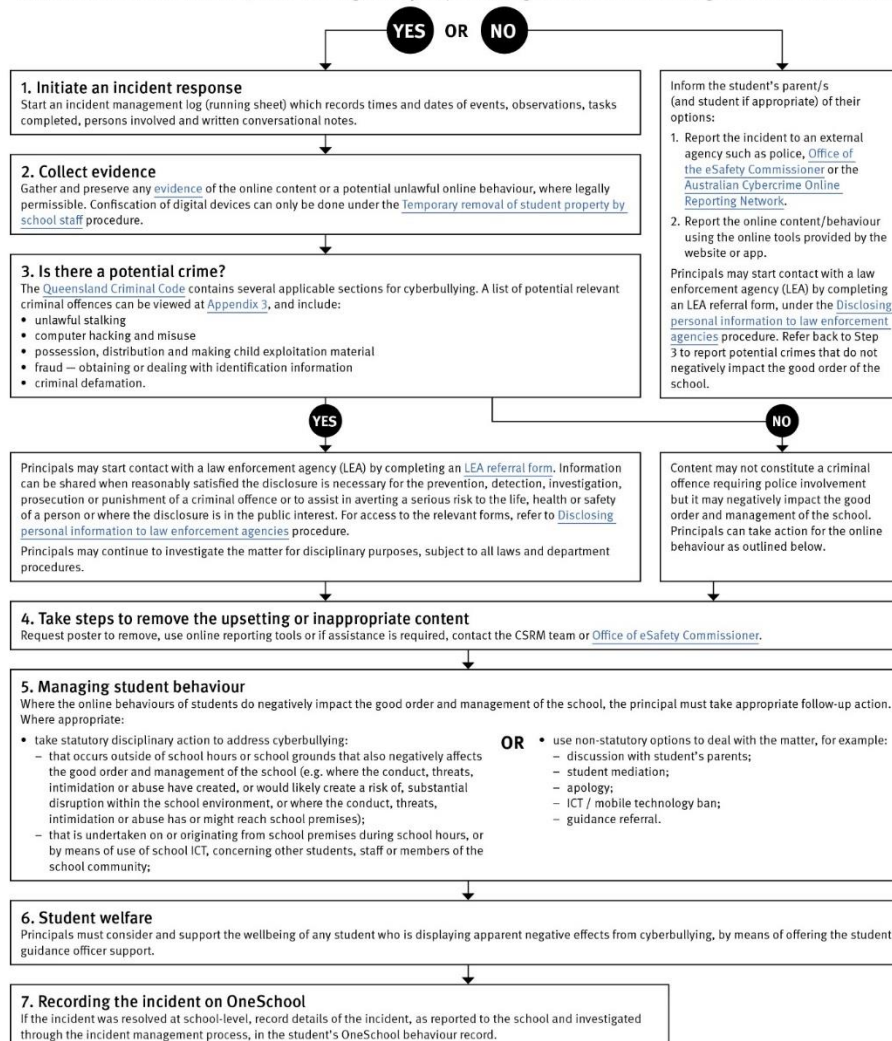 YES OR NO
1. Initiate an incident response
Start an incident management log (running sheet) which records times and dates of events, observations, tasks
completed, persons involved and written conversational notes.
2. Collect evidence
Gather and preserve any evidence of the online content or a potential unlawful online behaviour, where legally
permissible. Confiscation of digital devices can only be done under the Temporary removal of student property by
school staff procedure.
3. Is there a potential crime?
The Queensland Criminal Code contains several applicable sections for cyberbullying. A list of potential relevant
criminal offences can be viewed at Appendix 3, and include:
• unlawful stalking
• computer hacking and misuse
• possession, distribution and making child exploitation material
• fraud — obtaining or dealing with identification information
• criminal defamation.
Inform the student's parent/s
(and student if appropriate) of their
options:
1. Report the incident to an external
agency such as police, Office of
the eSafety Commissioner or the
Australian Cybercrime Online
Reporting Network.
2. Report the online content/behaviour
using the online tools provided by the
website or app.
Principals may start contact with a law
enforcement agency (LEA) by completing
an LEA referral form, under the Disclosing
personal information to law enforcement
agencies procedure. Refer back to Step
3 to report potential crimes that do not
negatively impact the good order of the
school.
YES
NO
Principals may start contact with a law enforcement agency (LEA) by completing an LEA referral form. Information
can be shared when reasonably satisfied the disclosure is necessary for the prevention, detection, investigation,
prosecution or punishment of a criminal offence or to assist in averting a serious risk to the life, health or safety
of a person or where the disclosure is in the public interest. For access to the relevant forms, refer to Disclosing
personal information to law enforcement agencies procedure.
Principals may continue to investigate the matter for disciplinary purposes, subject to all laws and department
procedures.
Content may not constitute a criminal
offence requiring police involvement
but it may negatively impact the good
order and management of the school.
Principals can take action for the online
behaviour as outlined below.
4. Take steps to remove the upsetting or inappropriate content
Request poster to remove, use online reporting tools or if assistance is required, contact the CSRM team or Office of eSafety Commissioner.
5. Managing student behaviour
Where the online behaviours of students do negatively impact the good order and management of the school, the principal must take appropriate follow-up action.
Where appropriate:
• take statutory disciplinary action to address cyberbullying:
– that occurs outside of school hours or school grounds that also negatively affects
the good order and management of the school (e.g. where the conduct, threats,
intimidation or abuse have created, or would likely create a risk of, substantial
disruption within the school environment, or where the conduct, threats,
intimidation or abuse has or might reach school premises);
– that is undertaken on or originating from school premises during school hours, or
by means of use of school ICT, concerning other students, staff or members of the
school community;
OR
• use non-statutory options to deal with the matter, for example:
– discussion with student's parents;
– student mediation;
– apology;
– ICT / mobile technology ban;
– guidance referral.
6. Student welfare
Principals must consider and support the wellbeing of any student who is displaying apparent negative effects from cyberbullying, by means of offering the student
guidance officer support.
7. Recording the incident on OneSchool
If the incident was resolved at school-level, record details of the incident, as reported to the school and investigated
through the incident management process, in the student's OneSchool behaviour record.